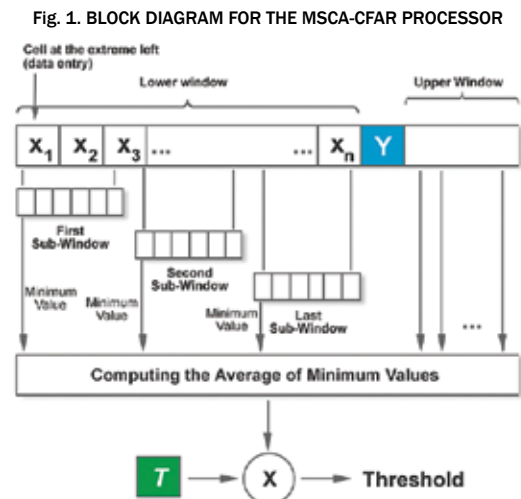 Fig. 1. BLOCK DIAGRAM FOR THE MSCA-CFAR PROCESSOR
Cell at the extreme left
(data entry)
Lower window
Upper Window
X1 X2 X3 ... ... Xn Y
First
Sub-Window
Second
Sub-Window
Last
Sub-Window
Minimum
Value
Minimum
Value
Minimum
Value
...
Computing the Average of Minimum Values
T X Threshold